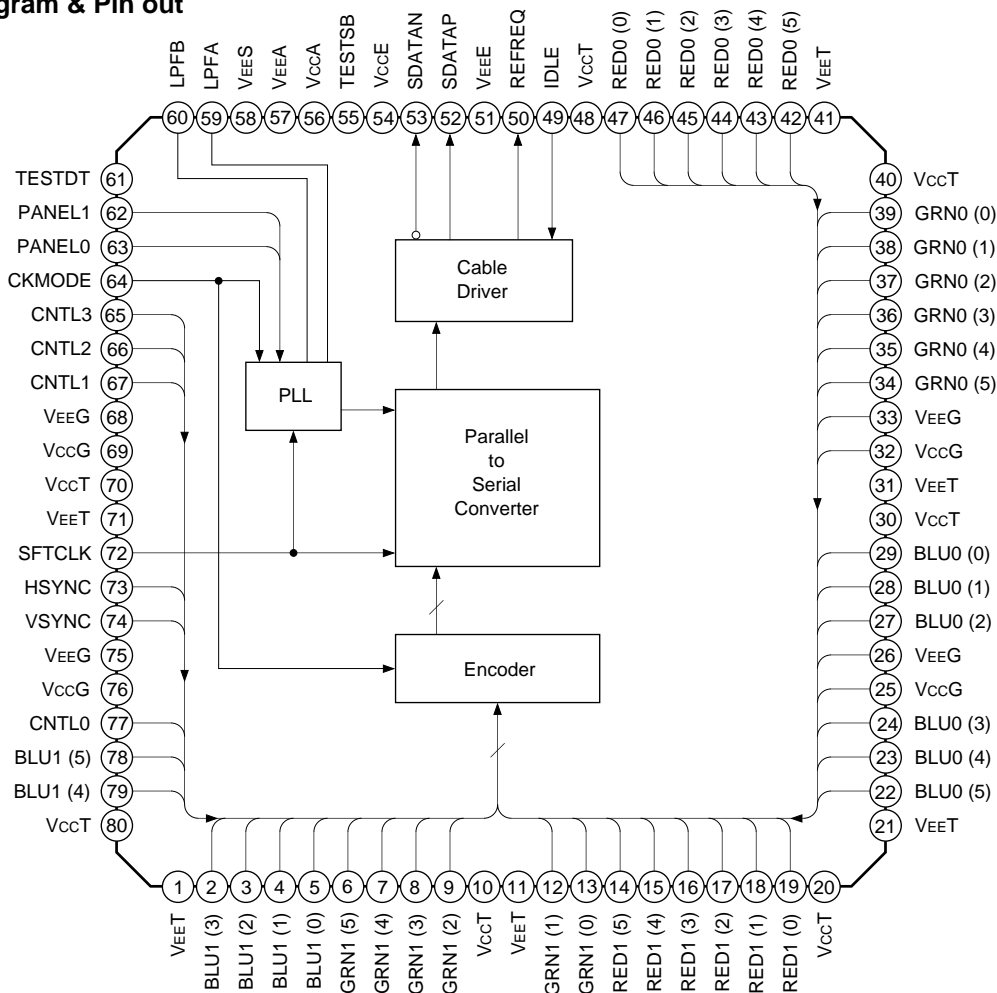 gram & Pin out
LPFB
LPFA
VEES
VEEA
VCCA
TESTSB
VCCE
SDATAN
SDATAP
VEEE
REFREQ
IDLE
VCCT
RED0 (0)
RED0 (1)
RED0 (2)
RED0 (3)
RED0 (4)
RED0 (5)
VEET
60 59 58 57 56 55 54 53 52 51 50 49 48 47 46 45 44 43 42 41
TESTDT 61
PANEL1 62
PANEL0 63
CKMODE 64
CNTL3 65
CNTL2 66
CNTL1 67
VEEG 68
VCCG 69
VCCT 70
VEET 71
SFTCLK 72
HSYNC 73
VSYNC 74
VEEG 75
VCCG 76
CNTL0 77
BLU1 (5) 78
BLU1 (4) 79
VCCT 80
Cable
Driver
PLL
Parallel
to
Serial
Converter
Encoder
40 VCCT
39 GRN0 (0)
38 GRN0 (1)
37 GRN0 (2)
36 GRN0 (3)
35 GRN0 (4)
34 GRN0 (5)
33 VEEG
32 VCCG
31 VEET
30 VCCT
29 BLU0 (0)
28 BLU0 (1)
27 BLU0 (2)
26 VEEG
25 VCCG
24 BLU0 (3)
23 BLU0 (4)
22 BLU0 (5)
21 VEET
1 2 3 4 5 6 7 8 9 10 11 12 13 14 15 16 17 18 19 20
VEET
BLU1 (3)
BLU1 (2)
BLU1 (1)
BLU1 (0)
GRN1 (5)
GRN1 (4)
GRN1 (3)
GRN1 (2)
VCCT
VEET
GRN1 (1)
GRN1 (0)
RED1 (5)
RED1 (4)
RED1 (3)
RED1 (2)
RED1 (1)
RED1 (0)
VCCT